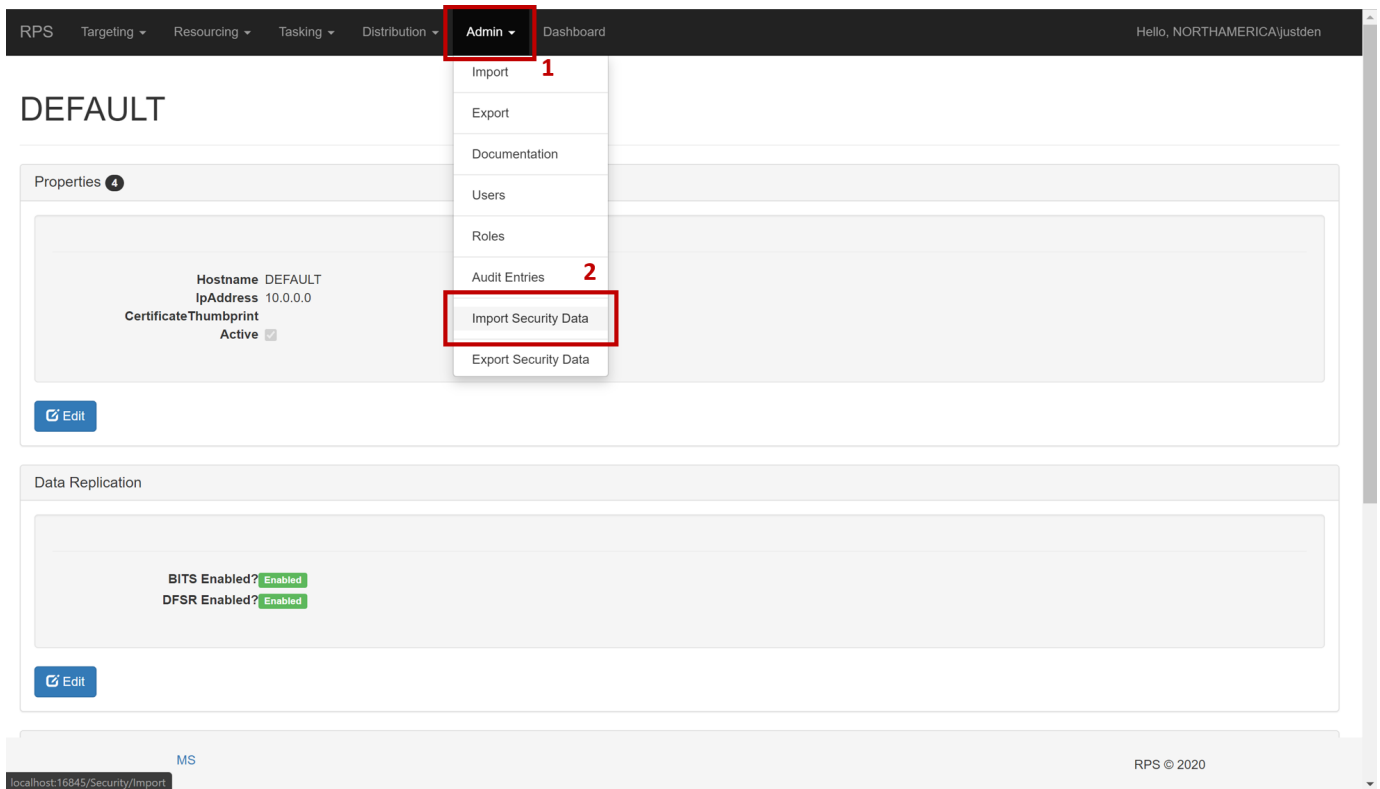 RPS Targeting Resourcing Tasking Distribution Admin Dashboard Hello, NORTHAMERICA\justden
1
Import
DEFAULT
Export
Documentation
Properties 4
Users
Roles
2
Audit Entries
Import Security Data
Export Security Data
Hostname DEFAULT
IpAddress 10.0.0.0
CertificateThumbprint
Active
Edit
Data Replication
BITS Enabled? Enabled
DFSR Enabled? Enabled
Edit
MS RPS © 2020
localhost:16845/Security/Import